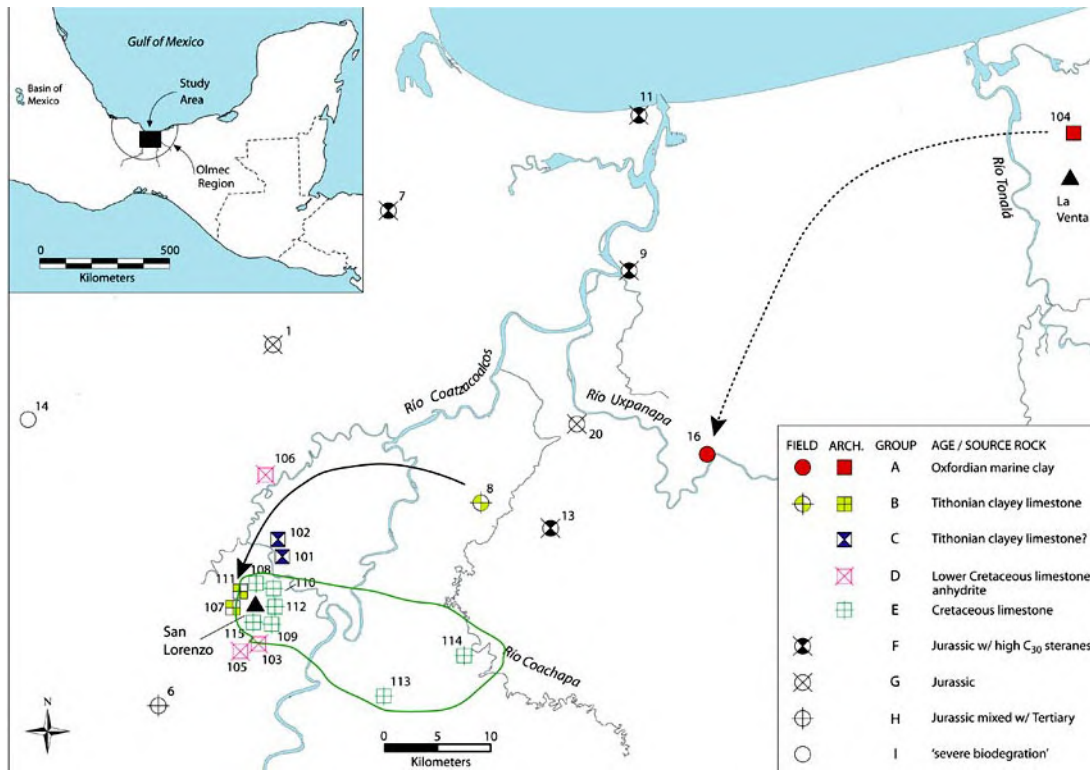 Gulf of Mexico
Basin of
Mexico
Study
Area
Olmec
Region
0 500
Kilometers
11
104
La
Venta
Río Tonalá
7
9
1
14
Río Coatzacoalcos
Río Uxpanapa
20
16
106
8
13
102
101
108
111
110
107
112
San
Lorenzo
115
109
105
103
114
113
Río Coachapa
6
N
0 5 10
Kilometers
FIELD ARCH. GROUP AGE / SOURCE ROCK
A Oxfordian marine clay
B Tithonian clayey limestone
C Tithonian clayey limestone?
D Lower Cretaceous limestone
anhydrite
E Cretaceous limestone
F Jurassic w/ high C30 steranes
G Jurassic
H Jurassic mixed w/ Tertiary
I 'severe biodegration'